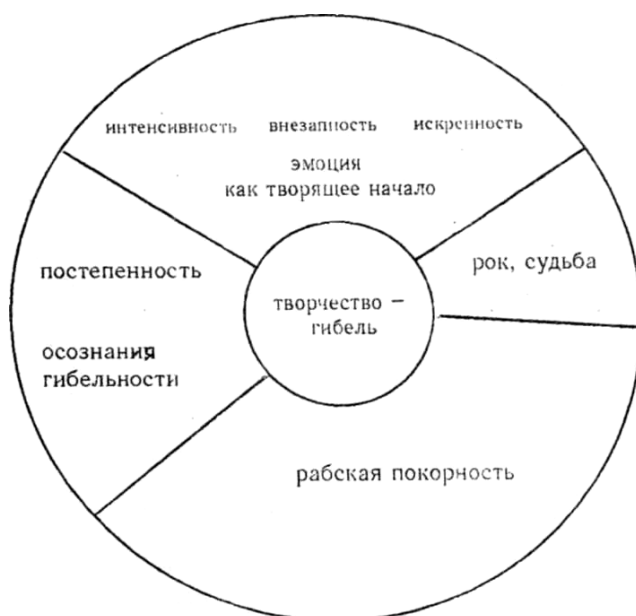 интенсивность внезапность искренность
эмоция
как творящее начало
рок, судьба
постепенность
осознания
гибельности
творчество –
гибель
рабская покорность